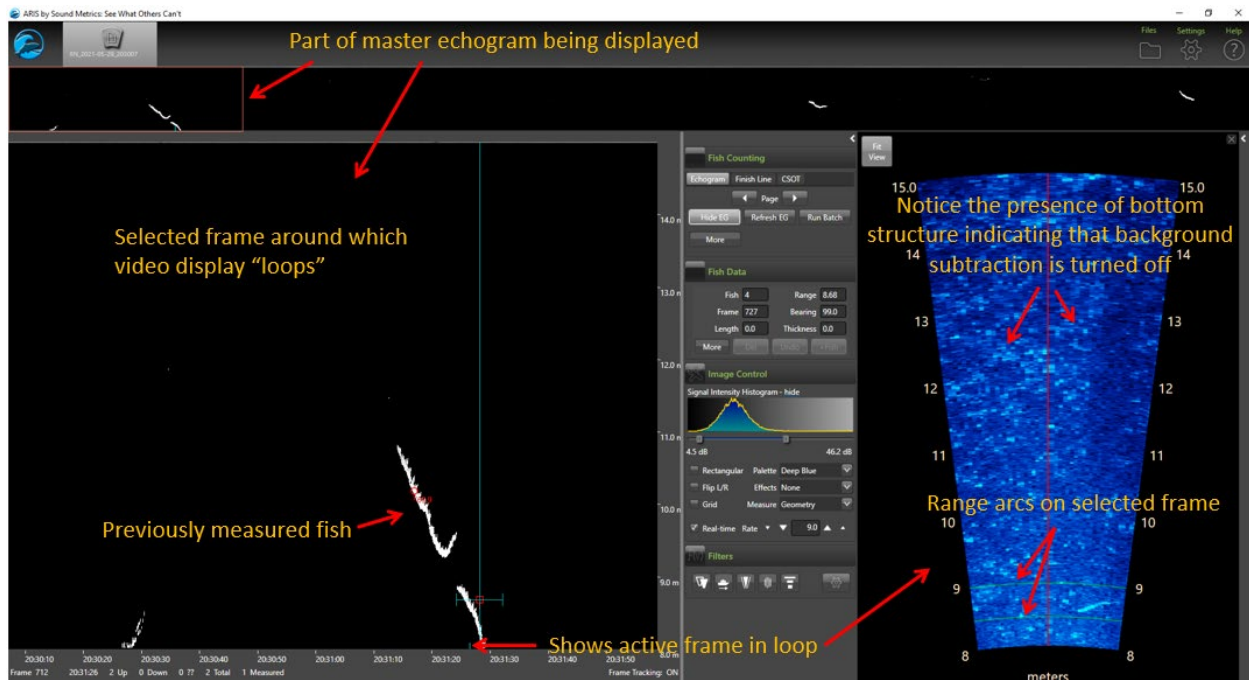 ARIS by Sound Metrics: See What Others Can't
Files Settings Help
Part of master echogram being displayed
Fit
View
Selected frame around which
video display "loops"
Previously measured fish
14.0 m
13.0 m
12.0 m
11.0 m
10.0 m
9.0 m
8.0 m
20:30:10 20:30:20 20:30:30 20:30:40 20:30:50 20:31:00 20:31:10 20:31:20 20:31:30 20:31:40 20:31:50
Frame 712 20:31:26 2 Up 0 Down 0 ?? 2 Total 1 Measured Frame Tracking: ON
Shows active frame in loop
Fish Counting
Echogram Finish Line CSOT
Page
Hide EG Refresh EG Run Batch
More
Fish Data
Fish 4 Range 8.68
Frame 727 Bearing 99.0
Length 0.0 Thickness 0.0
More
Image Control
Signal Intensity Histogram - hide
4.5 dB 46.2 dB
Rectangular Palette Deep Blue
Flip L/R Effects None
Grid Measure Geometry
Real-time Rate 9.0
Filters
15.0 15.0
Notice the presence of bottom
structure indicating that background
subtraction is turned off
14 14
13 13
12 12
11 11
Range arcs on selected frame
10 10
9 9
8 8
meters